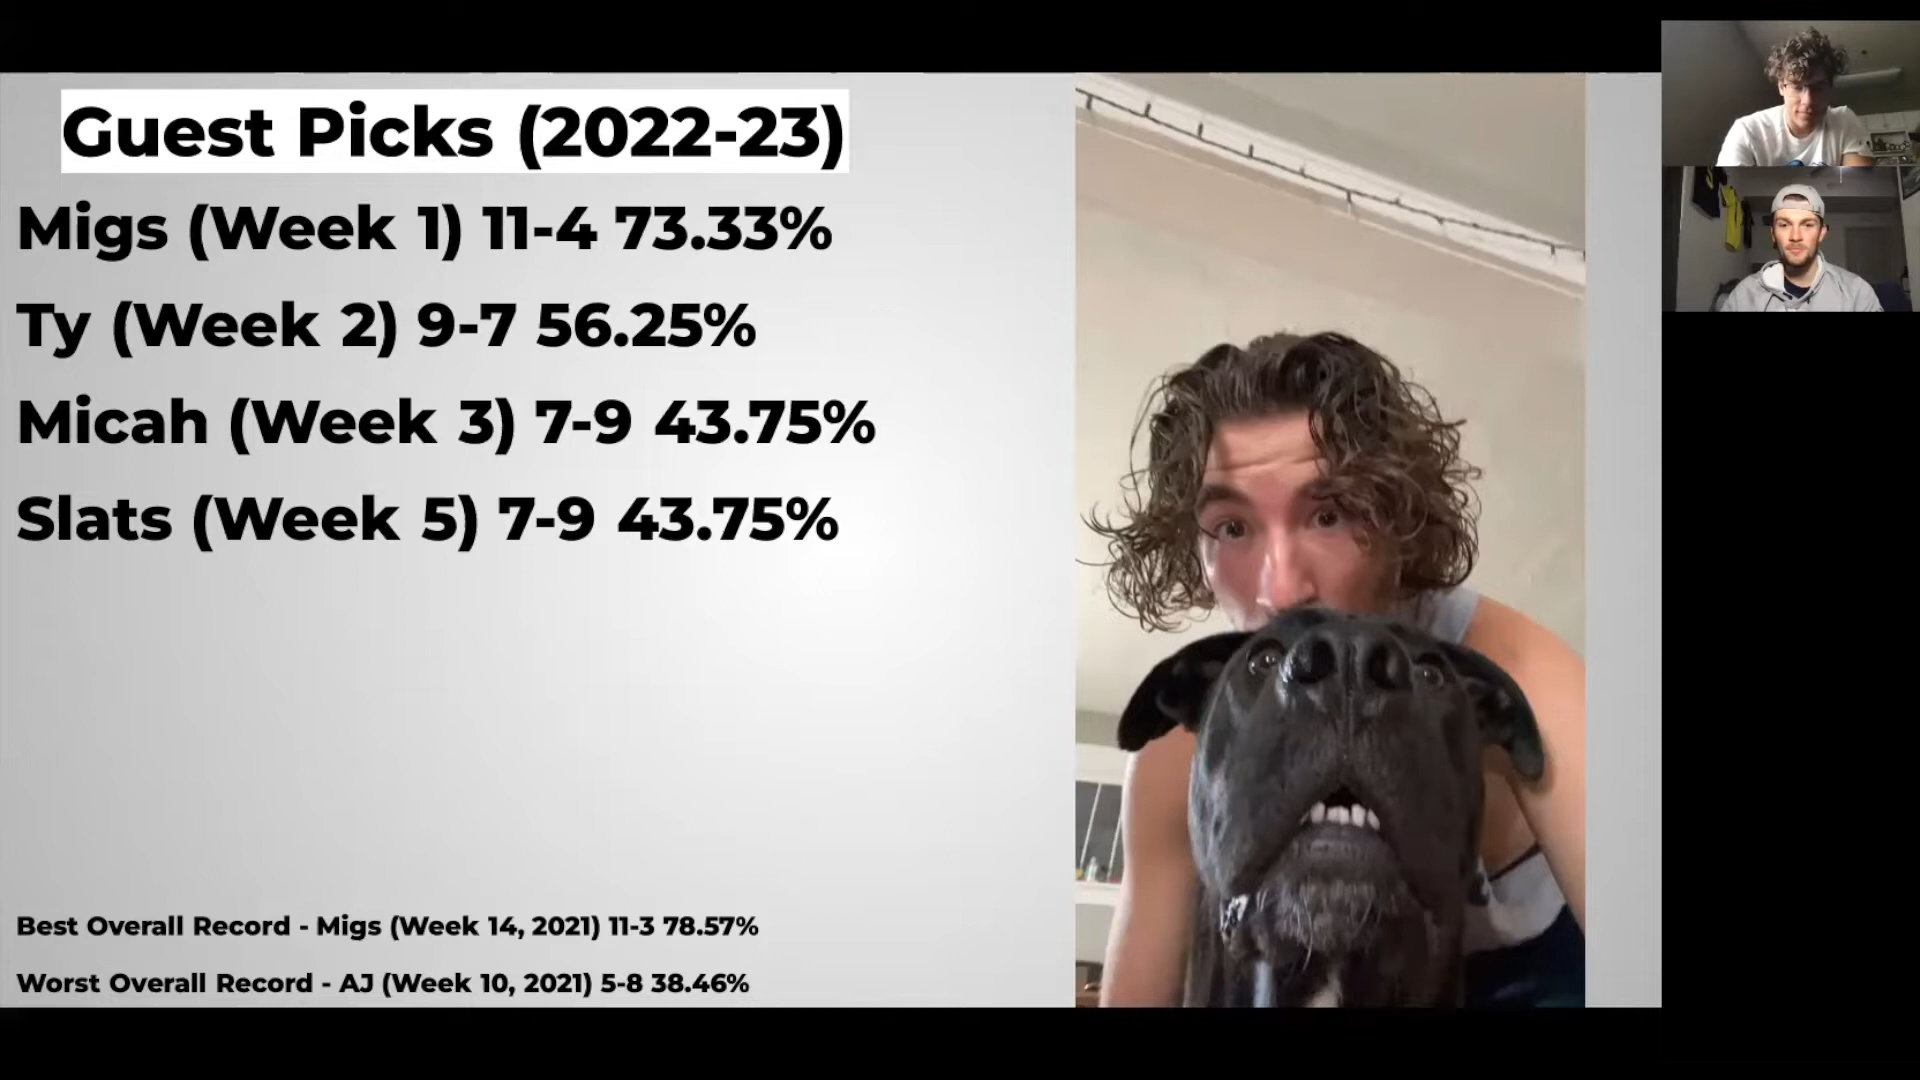 Guest Picks (2022-23)
Migs (Week 1) 11-4 73.33%
Ty (Week 2) 9-7 56.25%
Micah (Week 3) 7-9 43.75%
Slats (Week 5) 7-9 43.75%
Best Overall Record - Migs (Week 14, 2021) 11-3 78.57%
Worst Overall Record - AJ (Week 10, 2021) 5-8 38.46%